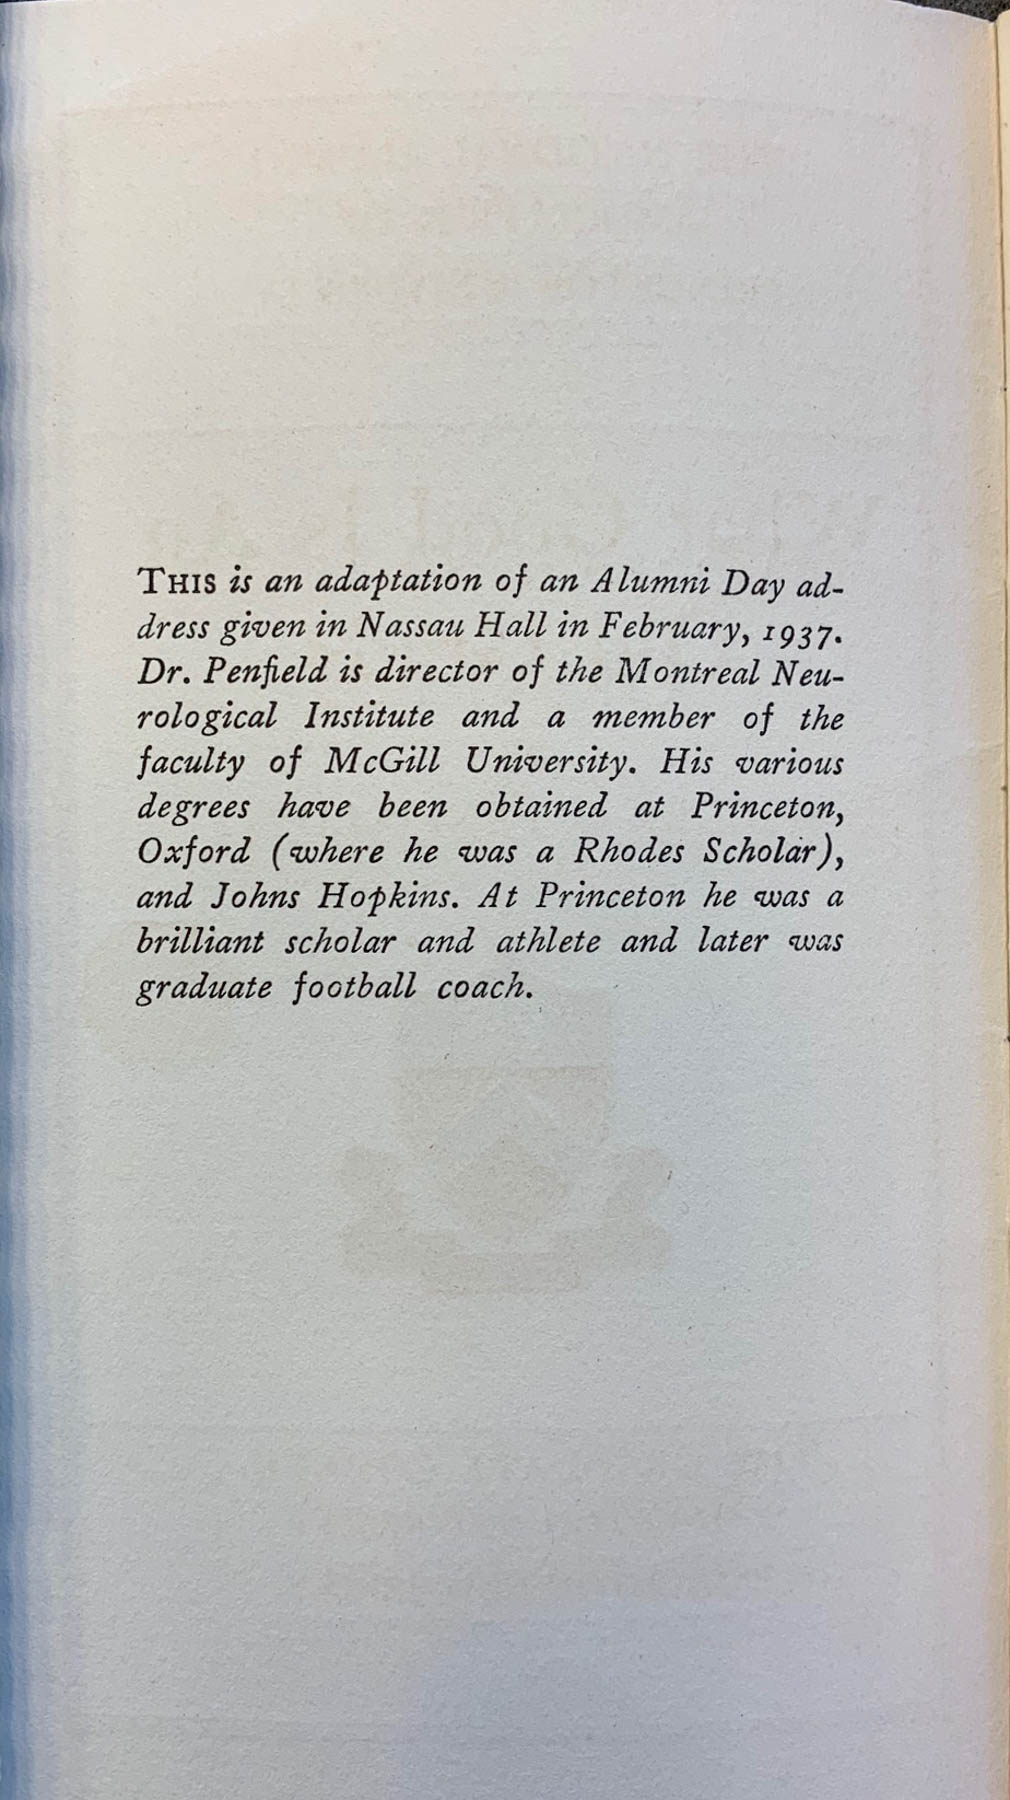 THIS is an adaptation of an Alumni Day ad-
dress given in Nassau Hall in February, 1937.
Dr. Penfield is director of the Montreal Neu-
rological Institute and a member of the
faculty of McGill University. His various
degrees have been obtained at Princeton,
Oxford (where he was a Rhodes Scholar),
and Johns Hopkins. At Princeton he was a
brilliant scholar and athlete and later was
graduate football coach.